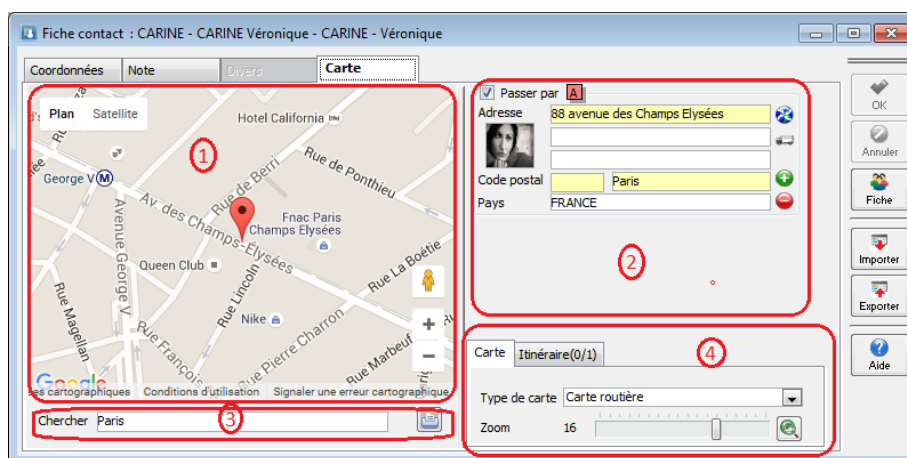 Fiche contact : CARINE - CARINE Véronique - CARINE - Véronique
Coordonnées Note Divers Carte
Plan Satellite
Hotel California
Rue de Ponthieu
Rue de Berri
George V M
Av. des Champs-Élysées
Fnac Paris
Champs Elysées
Avenue George V
Queen Club
Rue Lincoln
Rue La Boétie
Nike
Rue Magellan
Rue François
Rue Pierre Charron
Rue Marbeuf
Google
es cartographiques Conditions d'utilisation Signaler une erreur cartographique
1
Chercher Paris
3
Passer par A
Adresse 88 avenue des Champs Elysées
Code postal Paris
Pays FRANCE
2
Carte Itinéraire(0/1)
4
Type de carte Carte routière
Zoom 16
OK
Annuler
Fiche
Importer
Exporter
Aide